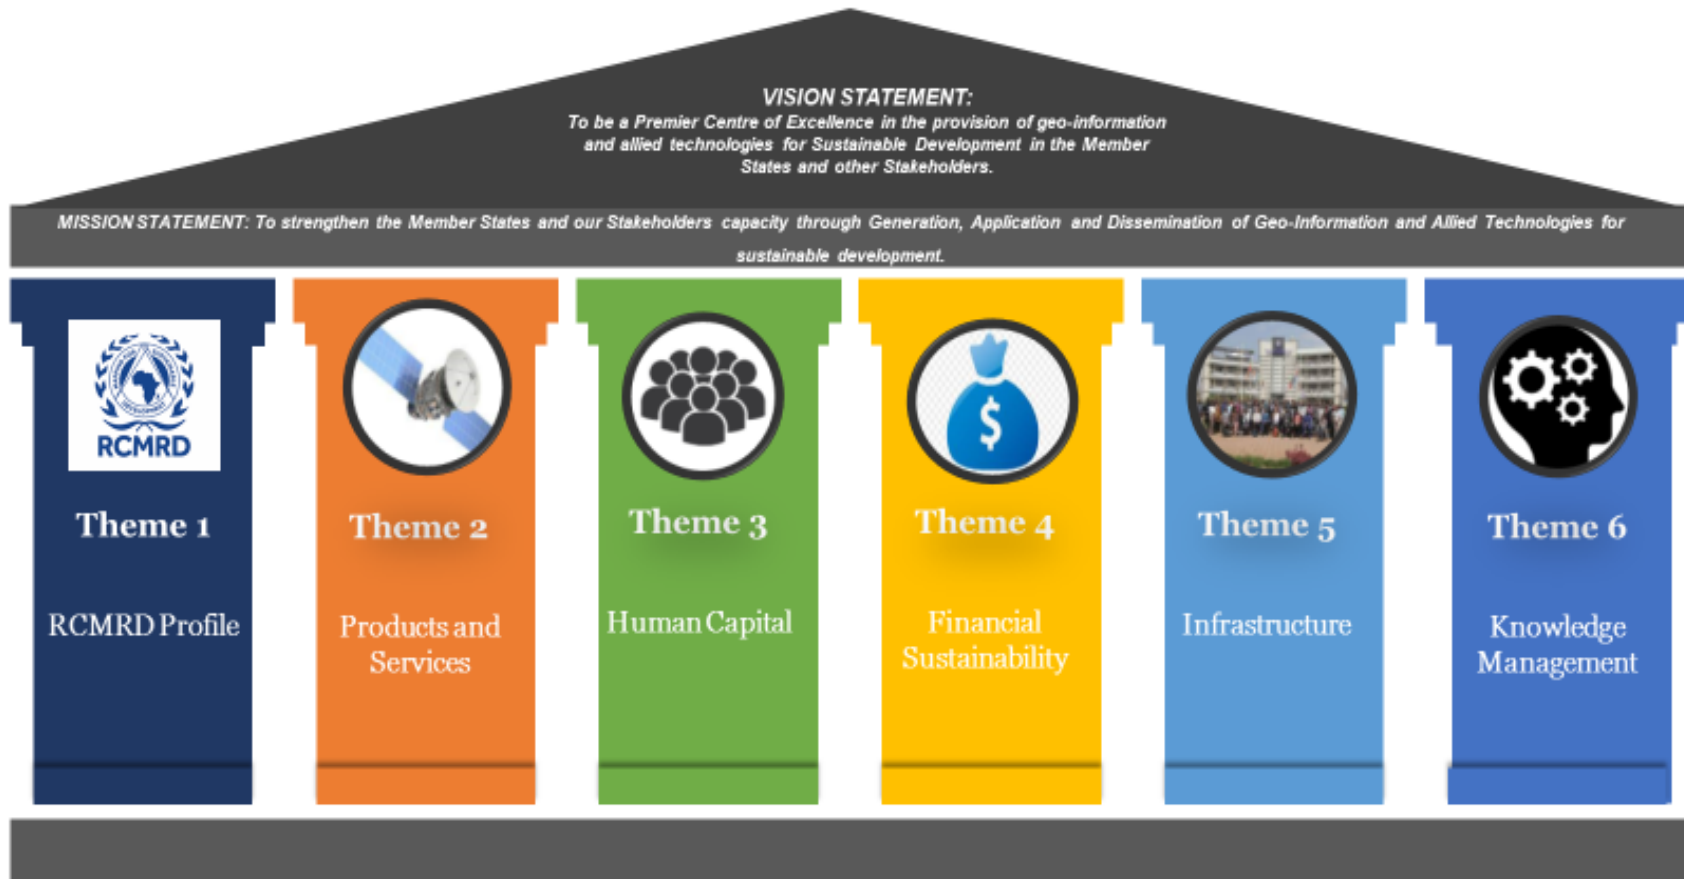 VISION STATEMENT:
To be a Premier Centre of Excellence in the provision of geo-information
and allied technologies for Sustainable Development in the Member
States and other Stakeholders.
MISSION STATEMENT: To strengthen the Member States and our Stakeholders capacity through Generation, Application and Dissemination of Geo-Information and Allied Technologies for
sustainable development.
RCMRD
Theme 1
RCMRD Profile
Theme 2
Products and
Services
Theme 3
Human Capital
$
Theme 4
Financial
Sustainability
Theme 5
Infrastructure
Theme 6
Knowledge
Management